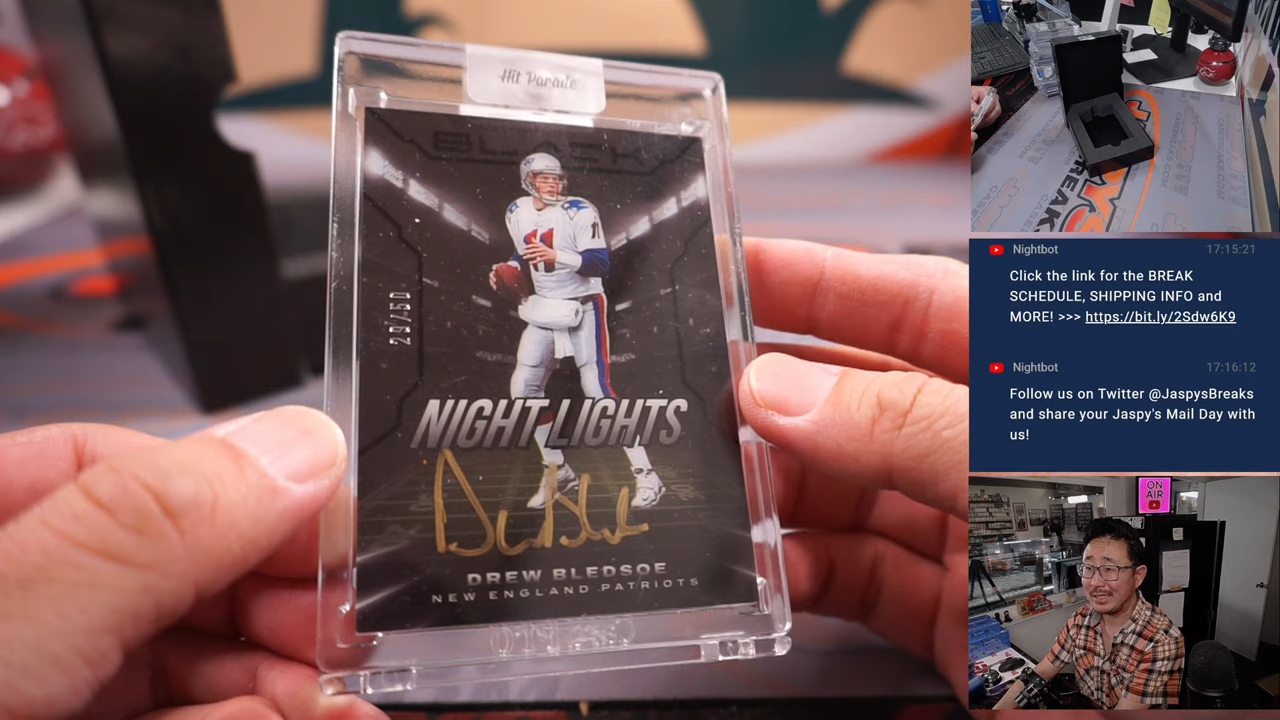 Hit Parade
BLACK
11
29/50
NIGHT LIGHTS
DREW BLEDSOE
NEW ENGLAND PATRIOTS
Nightbot 17:15:21
Click the link for the BREAK
SCHEDULE, SHIPPING INFO and
MORE! >>> https://bit.ly/2Sdw6K9
Nightbot 17:16:12
Follow us on Twitter @JaspysBreaks
and share your Jaspy's Mail Day with
us!
ON
AIR